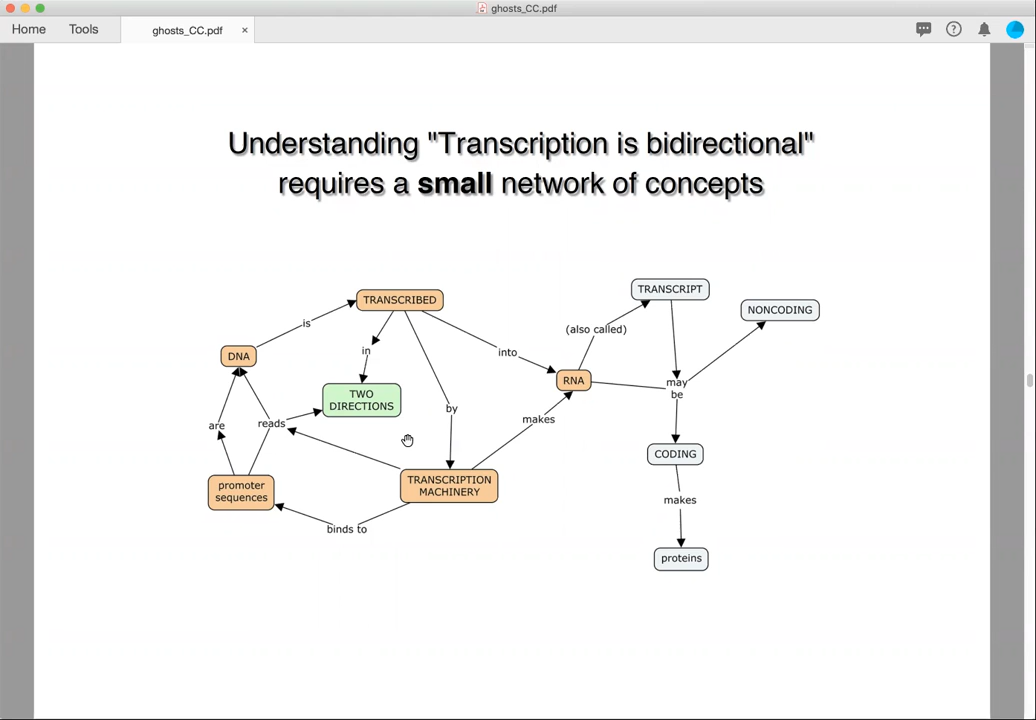 ghosts_CC.pdf
Home
Tools
ghosts_CC.pdf
×
?
Understanding "Transcription is bidirectional"
requires a small network of concepts
TRANSCRIPT
TRANSCRIBED
NONCODING
is
(also called)
in
into
DNA
RNA
may
be
TWO
DIRECTIONS
by
makes
are
reads
CODING
TRANSCRIPTION
MACHINERY
promoter
sequences
makes
binds to
proteins